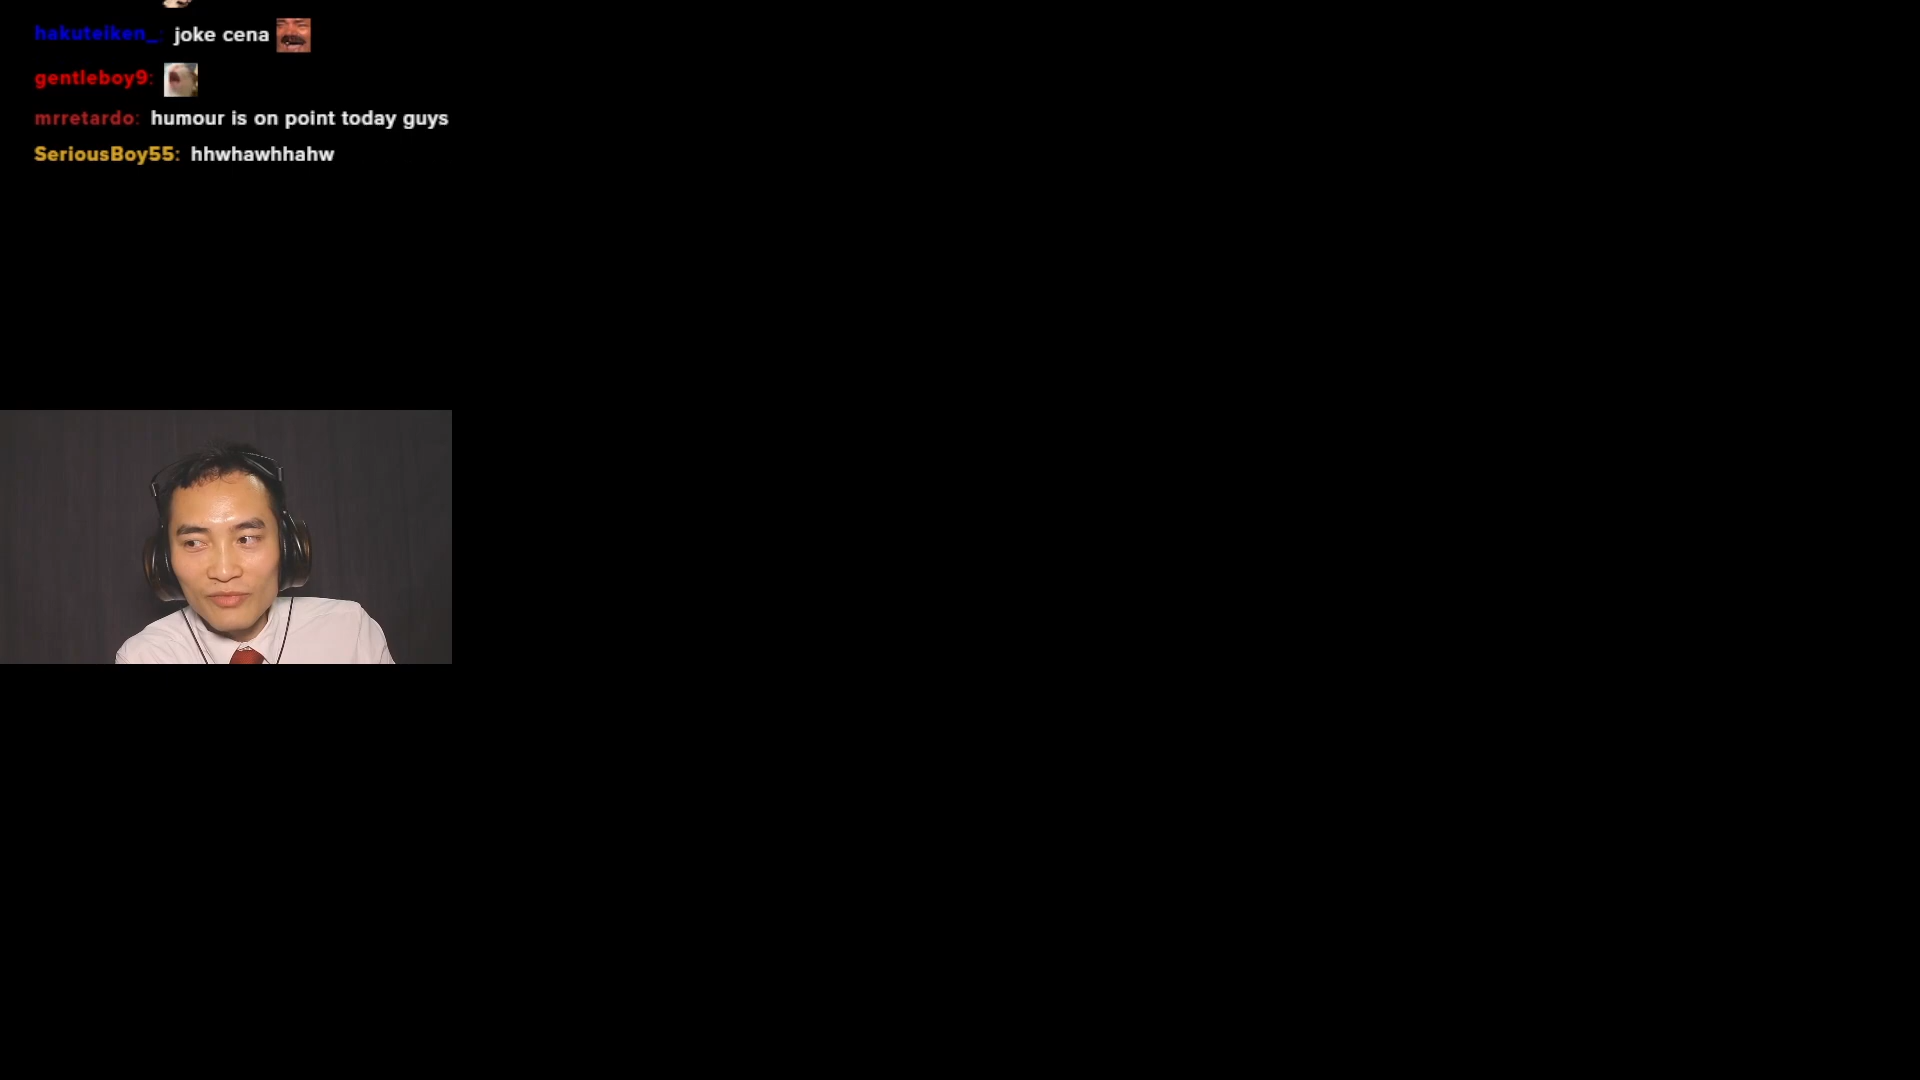 hakuteiken_: joke cena
gentleboy9:
mrretardo: humour is on point today guys
SeriousBoy55: hhwhawhhahw